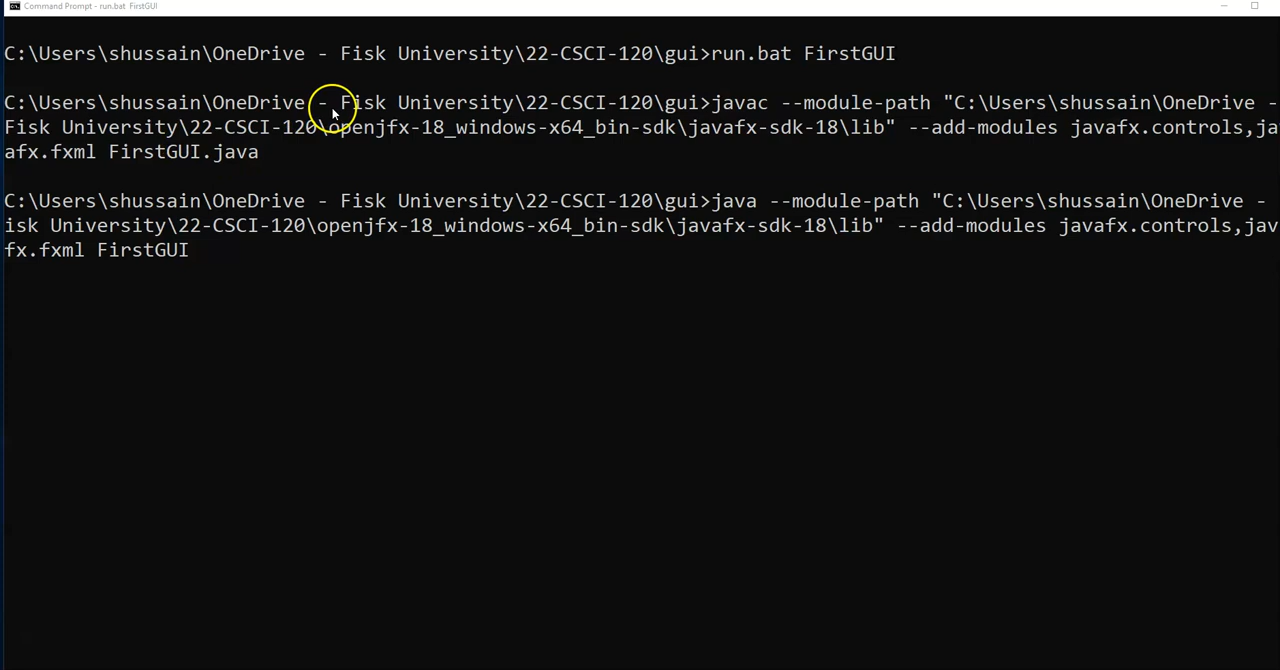 Command Prompt - run.bat FirstGUI
C:\Users\shussain\OneDrive - Fisk University\22-CSCI-120\gui>run.bat FirstGUI
C:\Users\shussain\OneDrive - Fisk University\22-CSCI-120\gui>javac --module-path "C:\Users\shussain\OneDrive -
Fisk University\22-CSCI-120\openjfx-18_windows-x64_bin-sdk\javafx-sdk-18\lib" --add-modules javafx.controls,ja
afx.fxml FirstGUI.java
C:\Users\shussain\OneDrive - Fisk University\22-CSCI-120\gui>java --module-path "C:\Users\shussain\OneDrive -
isk University\22-CSCI-120\openjfx-18_windows-x64_bin-sdk\javafx-sdk-18\lib" --add-modules javafx.controls,jav
fx.fxml FirstGUI